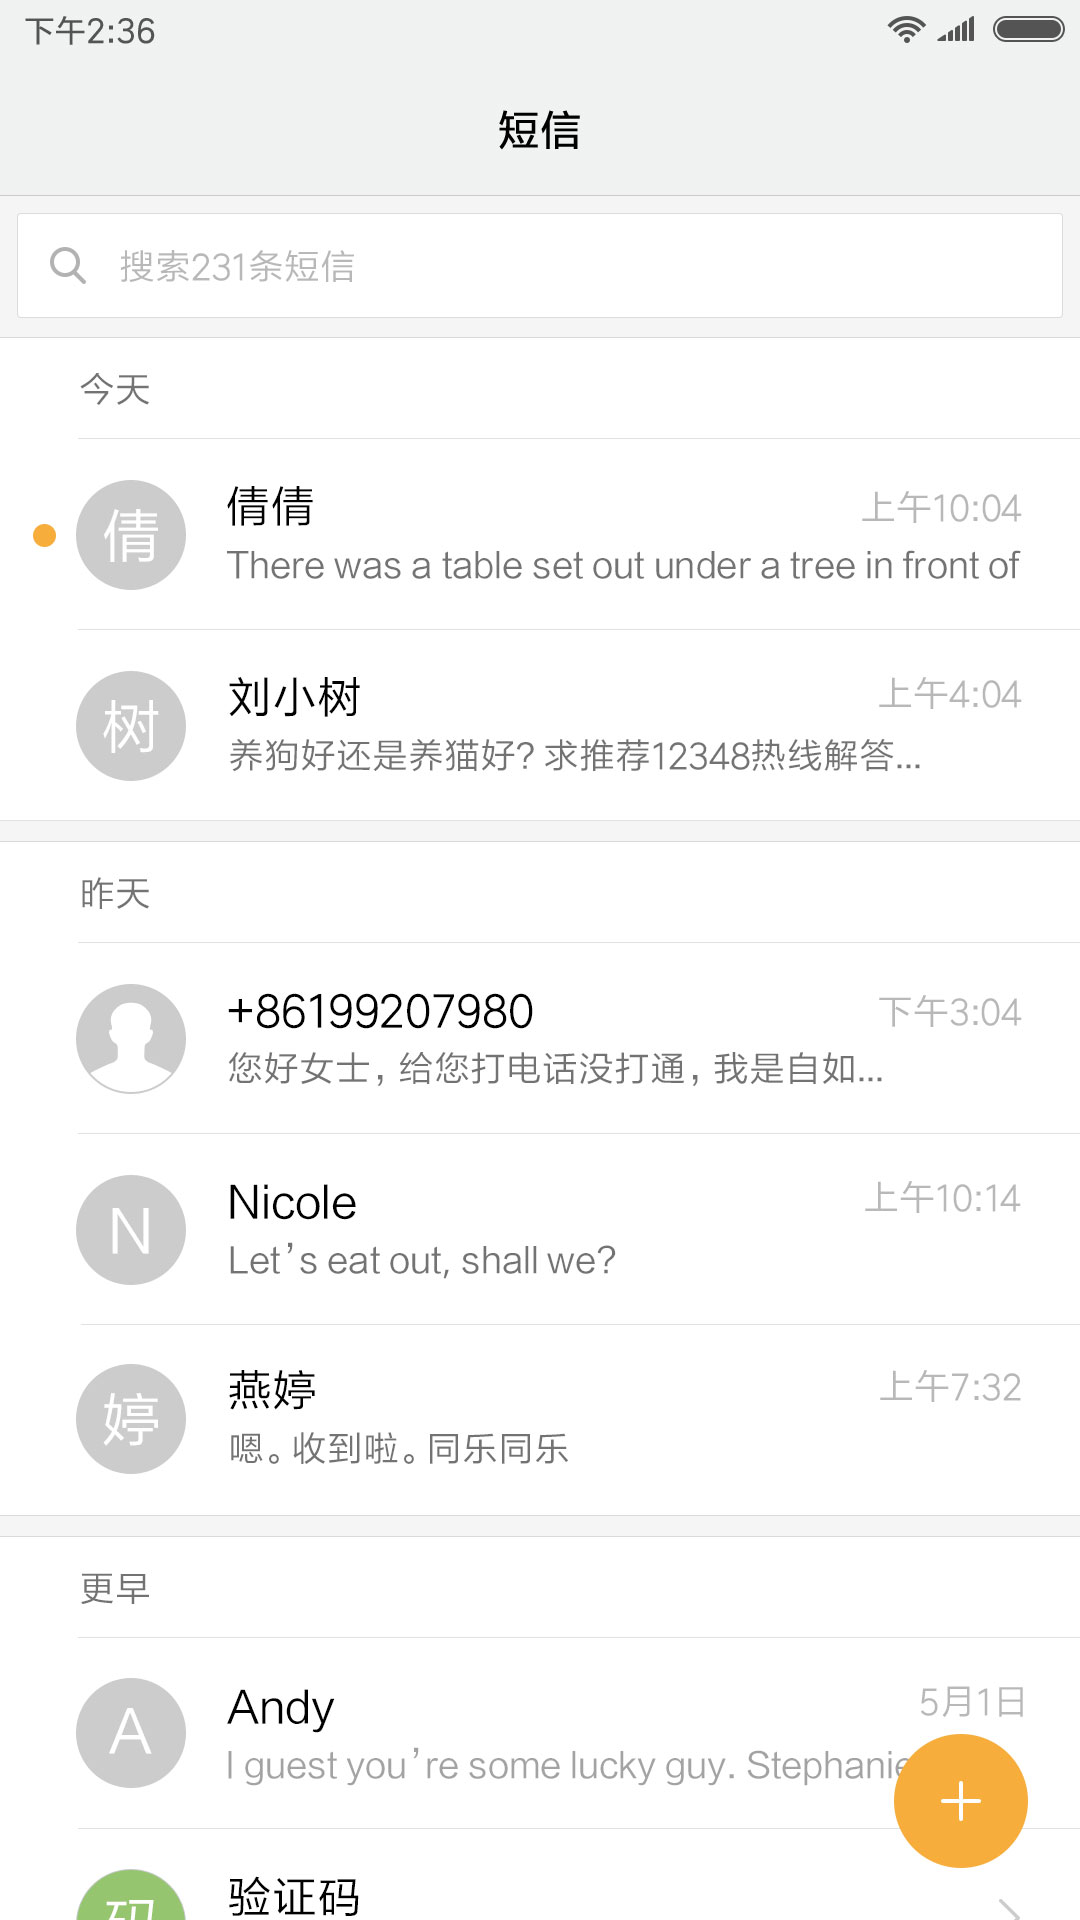 下午2:36
短信
搜索231条短信
今天
倩
倩倩
上午10:04
There was a table set out under a tree in front of
树
刘小树
上午4:04
养狗好还是养猫好? 求推荐12348热线解答...
昨天
+86199207980
下午3:04
您好女士，给您打电话没打通，我是自如...
N
Nicole
上午10:14
Let’s eat out, shall we?
婷
燕婷
上午7:32
嗯。收到啦。同乐同乐
更早
A
Andy
5月1日
I guest you’re some lucky guy. Stephanie
码
验证码